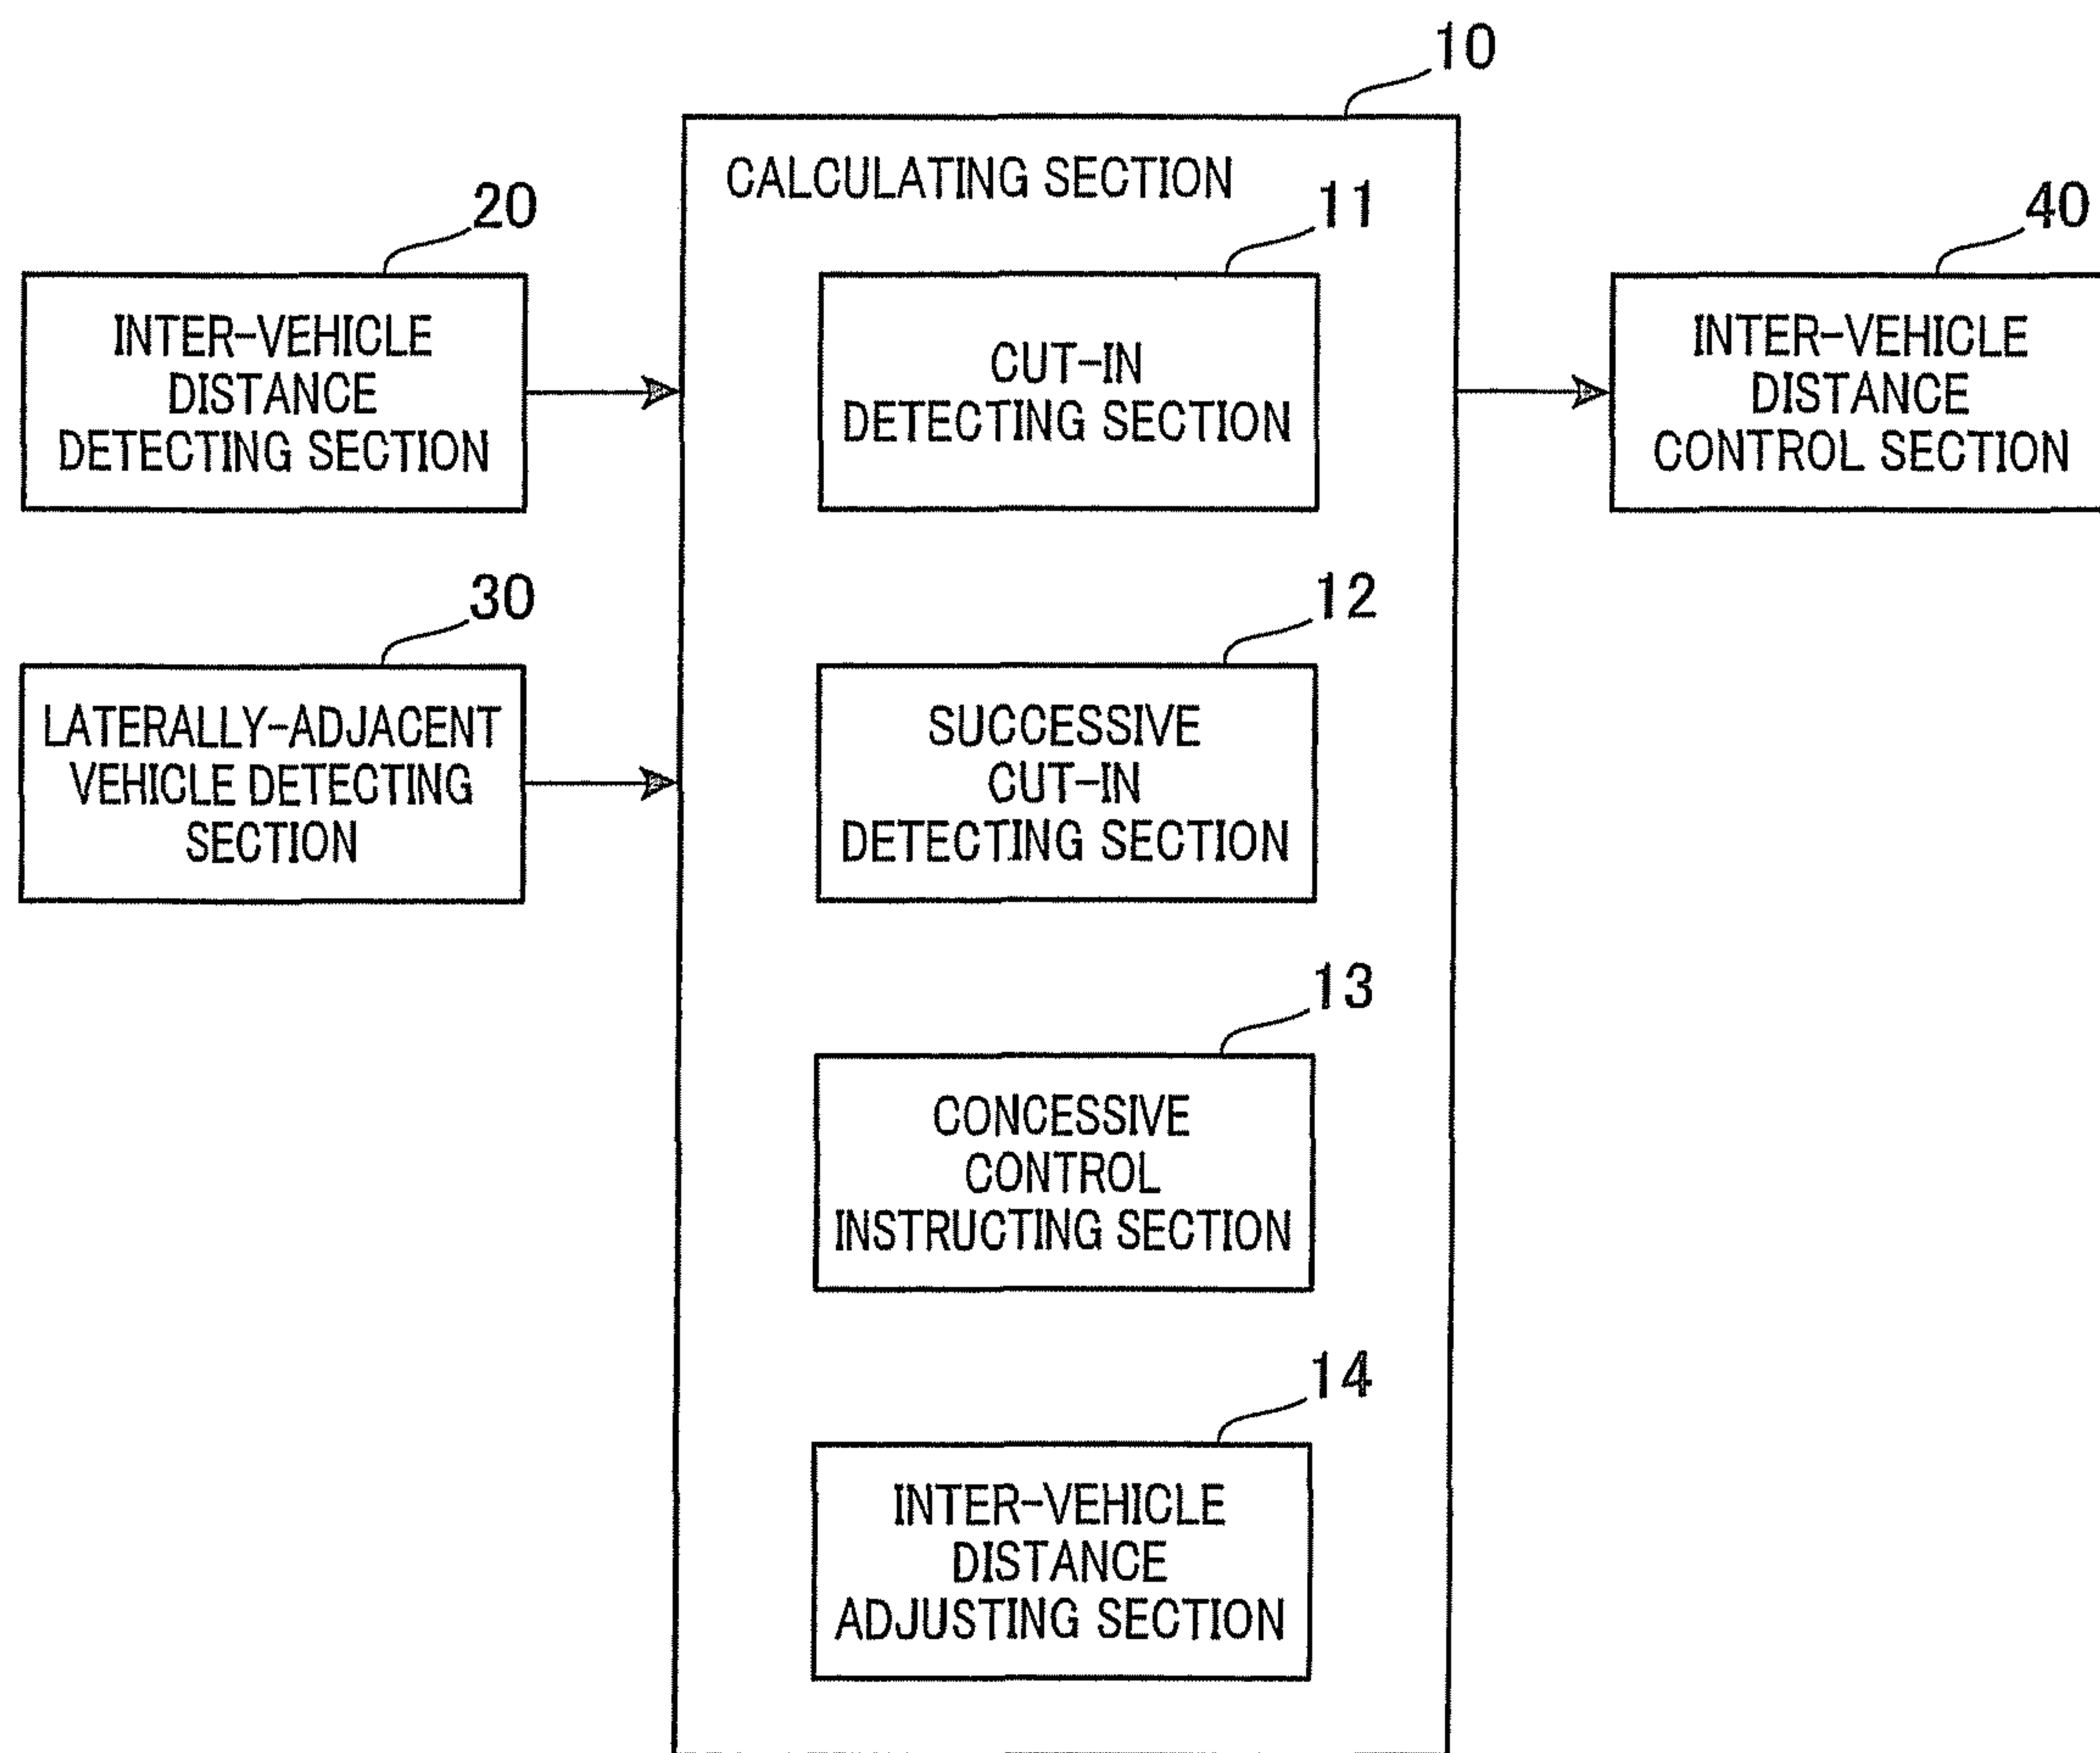 10
CALCULATING SECTION
20
INTER-VEHICLE
DISTANCE
DETECTING SECTION
30
LATERALLY-ADJACENT
VEHICLE DETECTING
SECTION
11
CUT-IN
DETECTING SECTION
12
SUCCESSIVE
CUT-IN
DETECTING SECTION
13
CONCESSIVE
CONTROL
INSTRUCTING SECTION
14
INTER-VEHICLE
DISTANCE
ADJUSTING SECTION
40
INTER-VEHICLE
DISTANCE
CONTROL SECTION